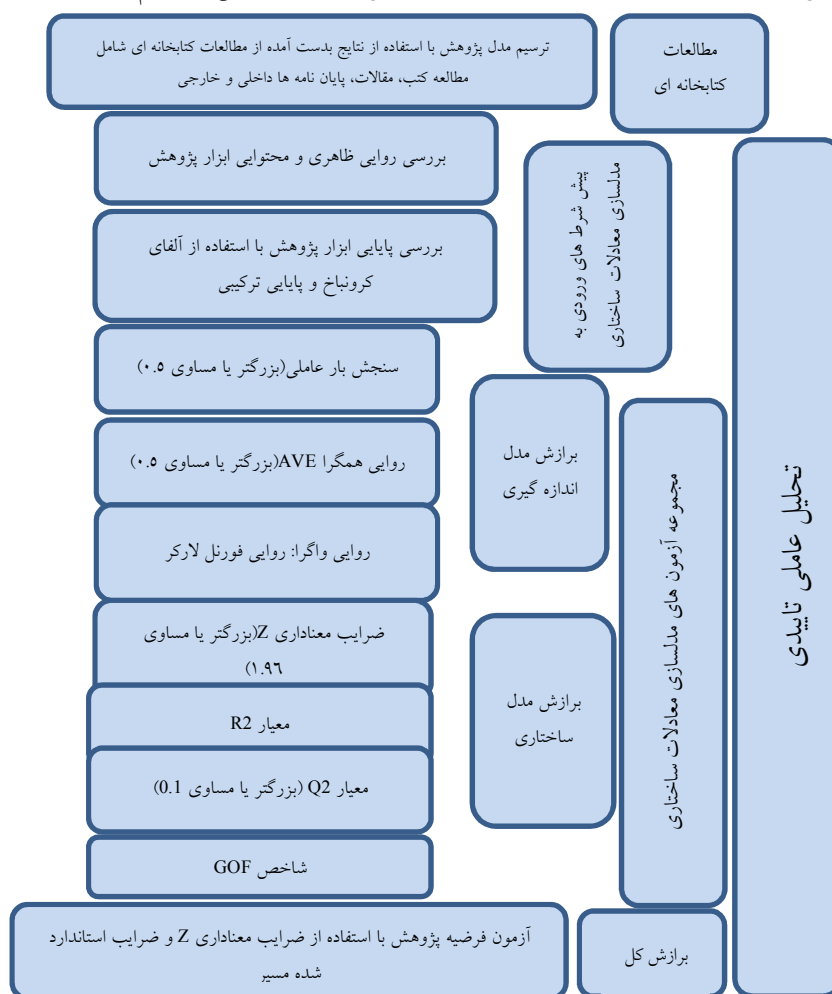 مطالعات
کتابخانه ای
ترسیم مدل پژوهش با استفاده از نتایج بدست آمده از مطالعات کتابخانه ای شامل
مطالعه کتب، مقالات، پایان نامه ها داخلی و خارجی
تحلیل عاملی تاییدی
پیش شرط های ورودی به
مدلسازی معادلات ساختاری
بررسی روایی ظاهری و محتوایی ابزار پژوهش
بررسی پایایی ابزار پژوهش با استفاده از آلفای
کرونباخ و پایایی ترکیبی
مجموعه آزمون های مدلسازی معادلات ساختاری
برازش مدل
اندازه گیری
سنجش بار عاملی(بزرگتر یا مساوی ۰.۵)
روایی همگرا AVE(بزرگتر یا مساوی ۰.۵)
روایی واگرا: روایی فورنل لارکر
برازش مدل
ساختاری
ضرایب معناداری Z(بزرگتر یا مساوی
۱.۹۶)
معیار R2
معیار Q2 (بزرگتر یا مساوی 0.1)
شاخص GOF
برازش کل
آزمون فرضیه پژوهش با استفاده از ضرایب معناداری Z و ضرایب استاندارد
شده مسیر